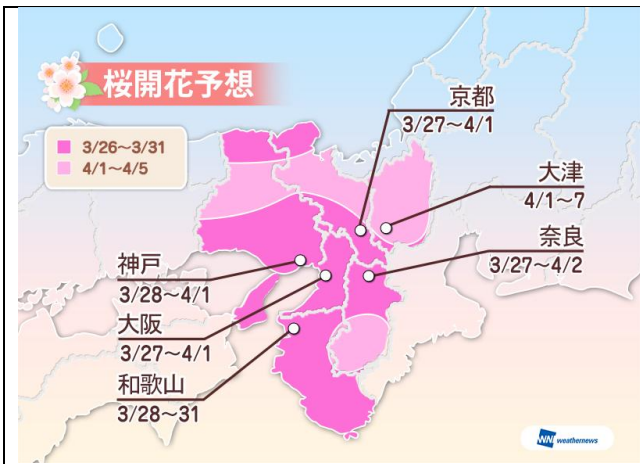 桜開花予想
3/26～3/31
4/1～4/5
京都
3/27～4/1
大津
4/1～7
奈良
3/27～4/2
神戸
3/28～4/1
大阪
3/27～4/1
和歌山
3/28～31
WN weathernews